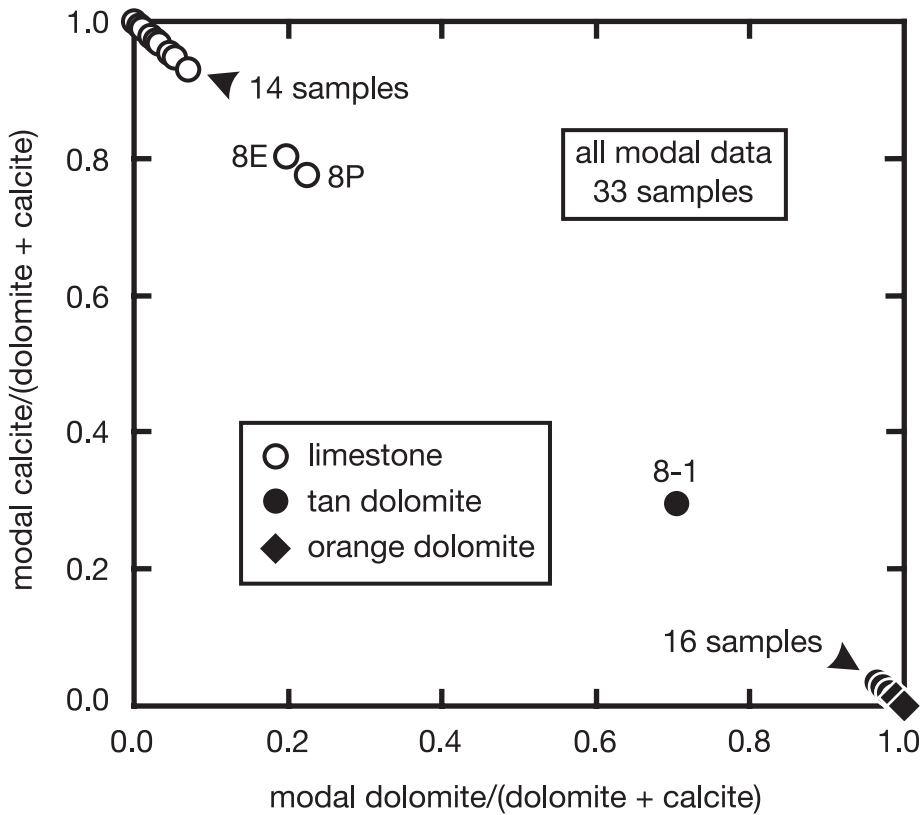 1.0
14 samples
0.8
8E
8P
all modal data
33 samples
0.6
modal calcite/(dolomite + calcite)
0.4
limestone
tan dolomite
orange dolomite
8-1
0.2
16 samples
0.0
0.0
0.2
0.4
0.6
0.8
1.0
modal dolomite/(dolomite + calcite)